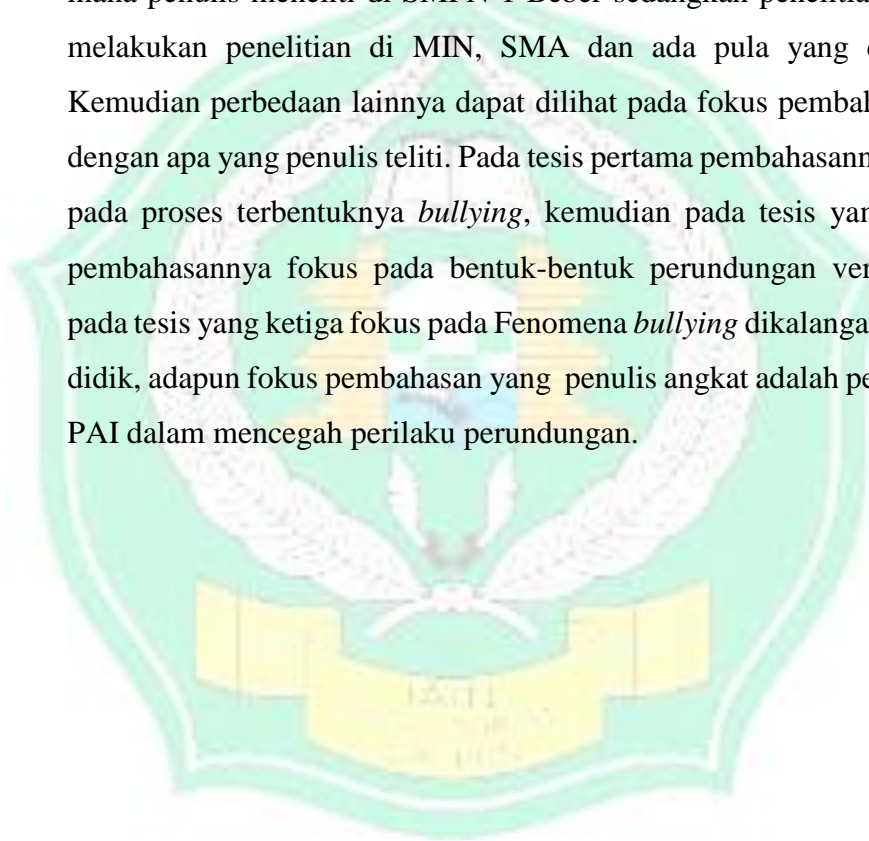 melakukan penelitian di MIN, SMA dan ada pula yang
Kemudian perbedaan lainnya dapat dilihat pada fokus
dengan apa yang penulis teliti. Pada tesis pertama
pada proses terbentuknya bullying, kemudian pada tesis
pembahasannya fokus pada bentuk-bentuk perundungan
pada tesis yang ketiga fokus pada Fenomena bullying
didik, adapun fokus pembahasan yang penulis angkat adalah
PAI dalam mencegah perilaku perundungan.